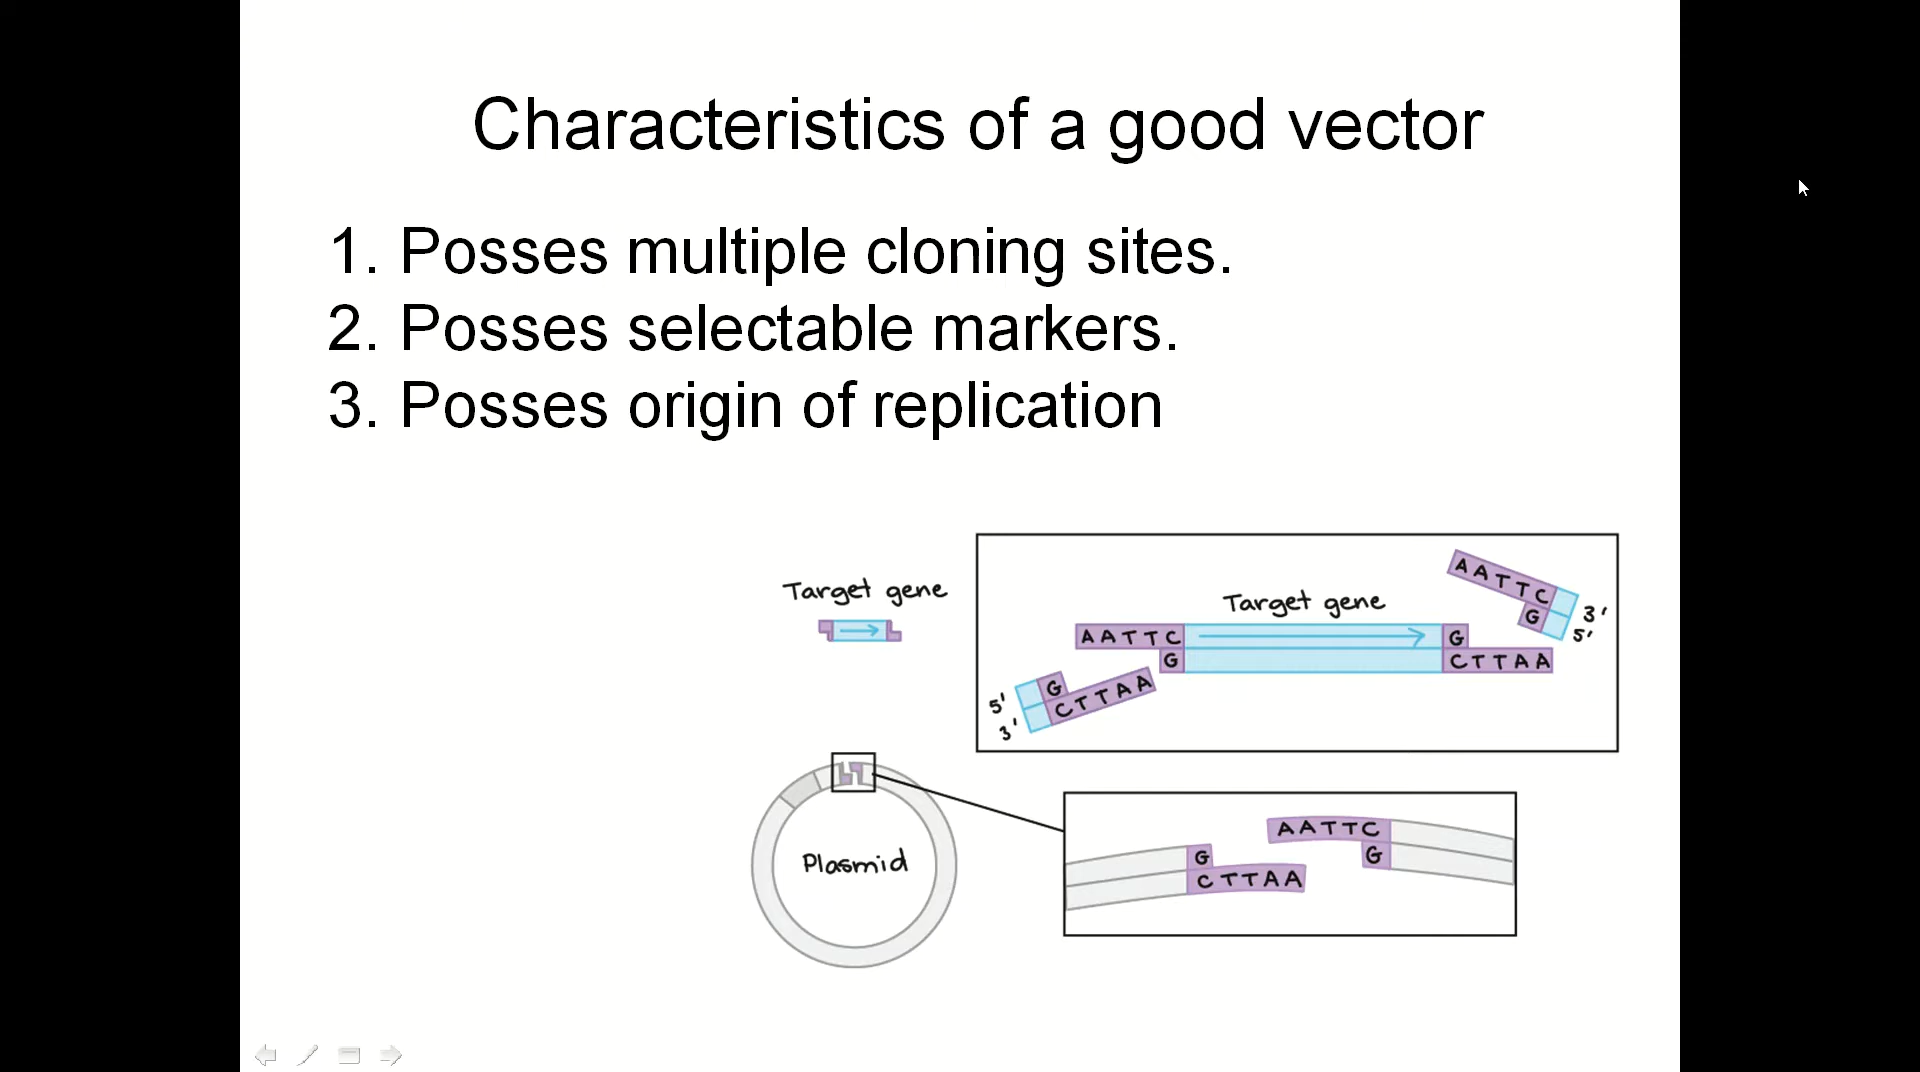 Characteristics of a good vector
1. Posses multiple cloning sites.
2. Posses selectable markers.
3. Posses origin of replication
Target gene
AATTC
G
3'
5'
Target gene
AATTC
G
G
CTTAA
5'
3'
G
CTTAA
Plasmid
AATTC
G
G
CTTAA